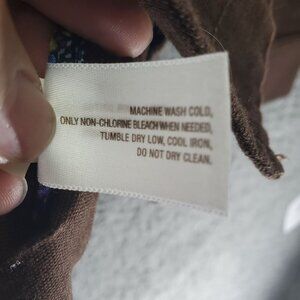 MACHINE WASH COLD,
ONLY NON-CHLORINE BLEACH WHEN NEEDED,
TUMBLE DRY LOW, COOL IRON,
DO NOT DRY CLEAN.